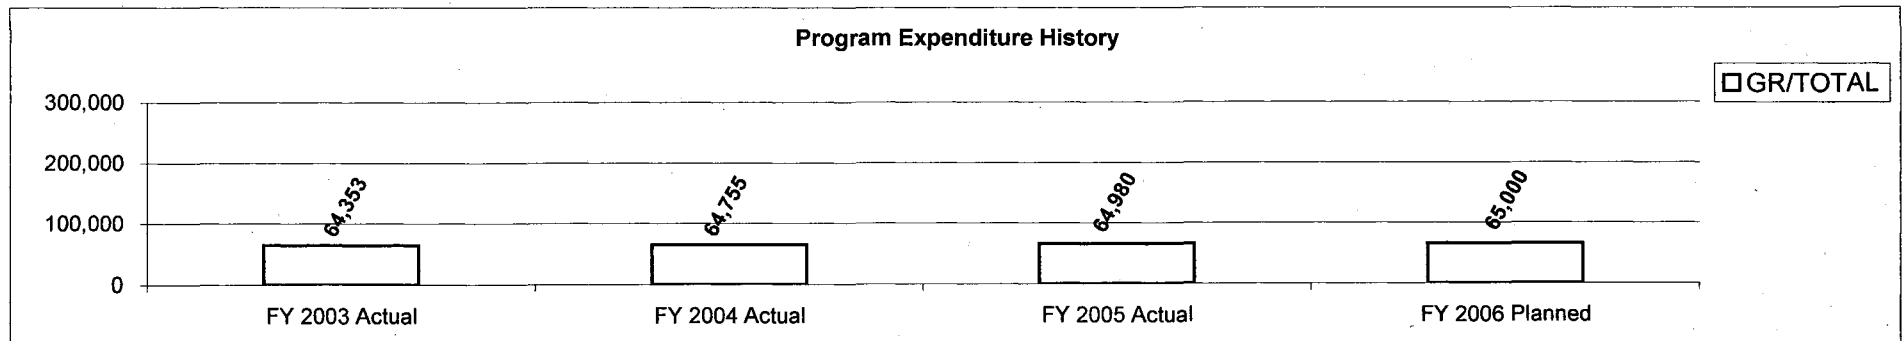 Program Expenditure History
GR/TOTAL
300,000
200,000
100,000
0
64,353
64,755
64,980
65,000
FY 2003 Actual
FY 2004 Actual
FY 2005 Actual
FY 2006 Planned